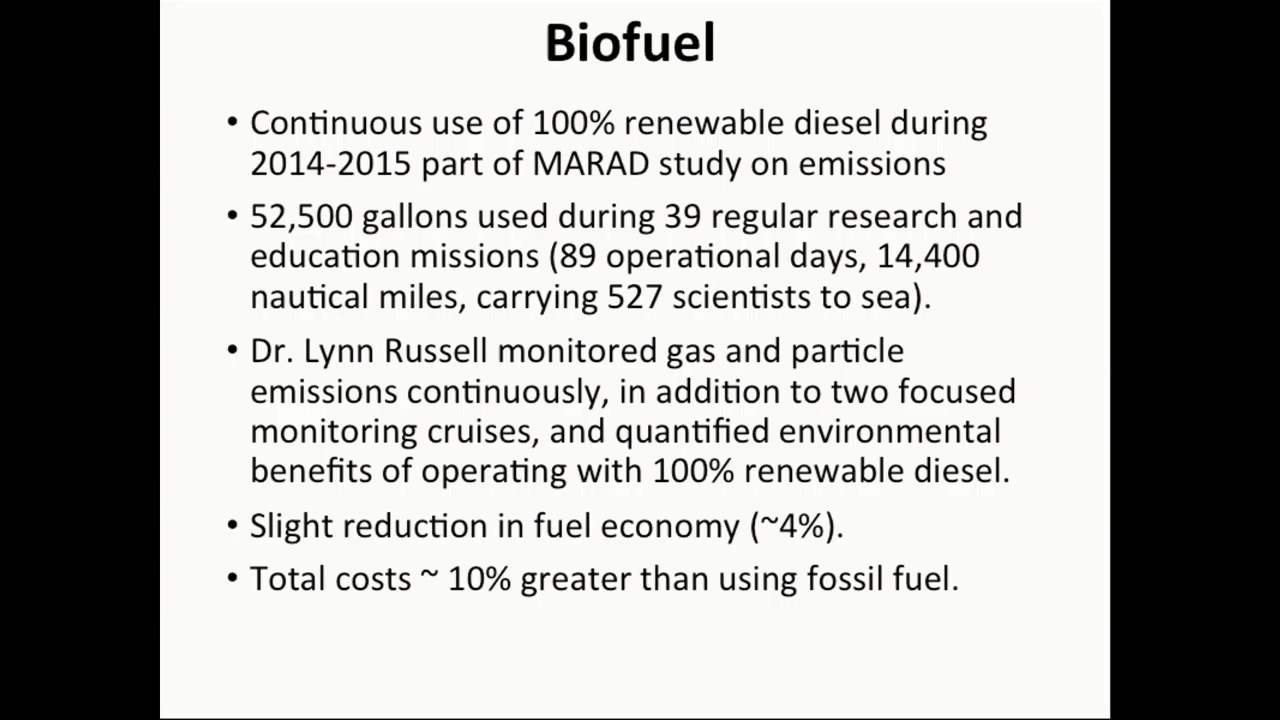 Biofuel
• Continuous use of 100% renewable diesel during
2014-2015 part of MARAD study on emissions
• 52,500 gallons used during 39 regular research and
education missions (89 operational days, 14,400
nautical miles, carrying 527 scientists to sea).
• Dr. Lynn Russell monitored gas and particle
emissions continuously, in addition to two focused
monitoring cruises, and quantified environmental
benefits of operating with 100% renewable diesel.
• Slight reduction in fuel economy (~4%).
• Total costs ~ 10% greater than using fossil fuel.